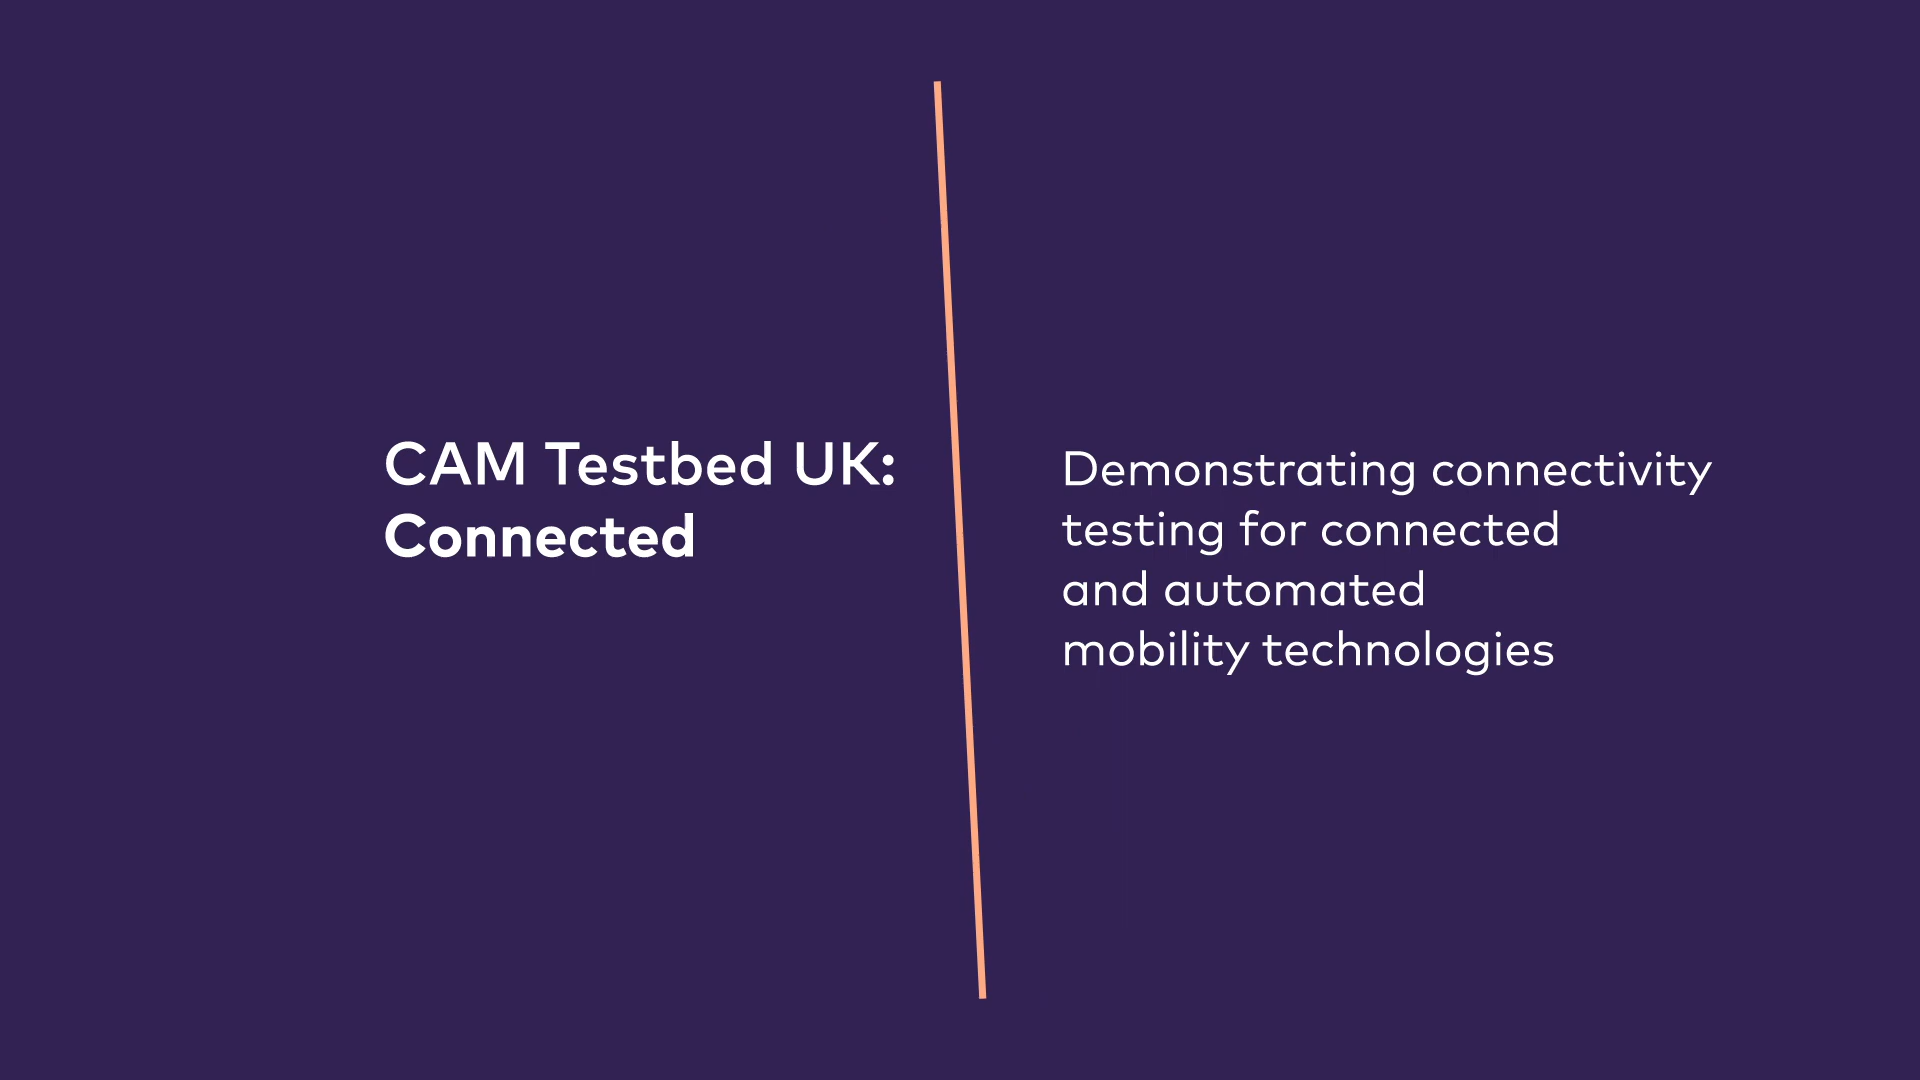 CAM Testbed UK:
Connected
Demonstrating connectivity
testing for connected
and automated
mobility technologies